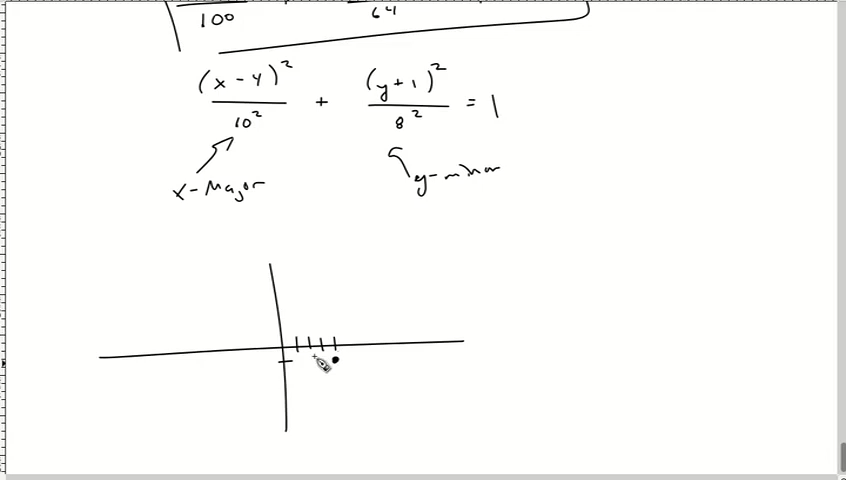 100 64
(x - 4)² + (y + 1)² = 1
10² 8²
x-Major y-minor